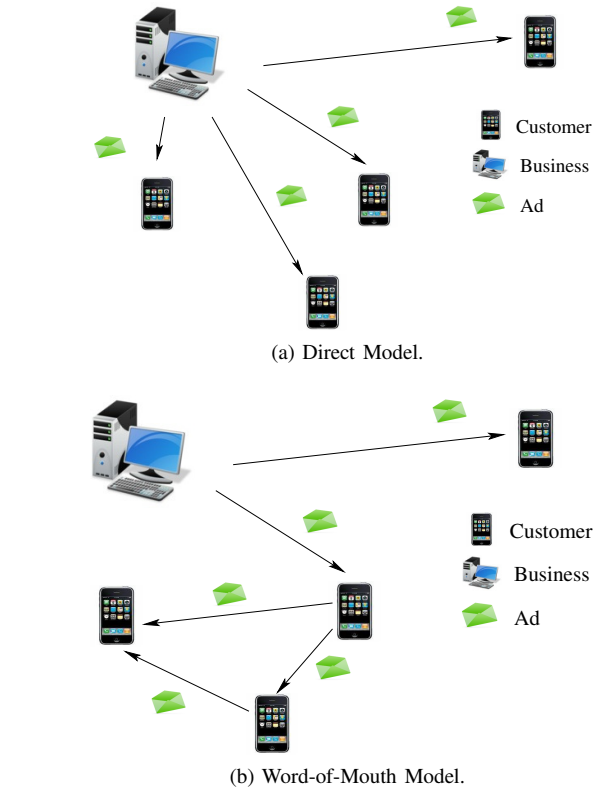 Customer
Business
Ad
(a) Direct Model.
Customer
Business
Ad
(b) Word-of-Mouth Model.